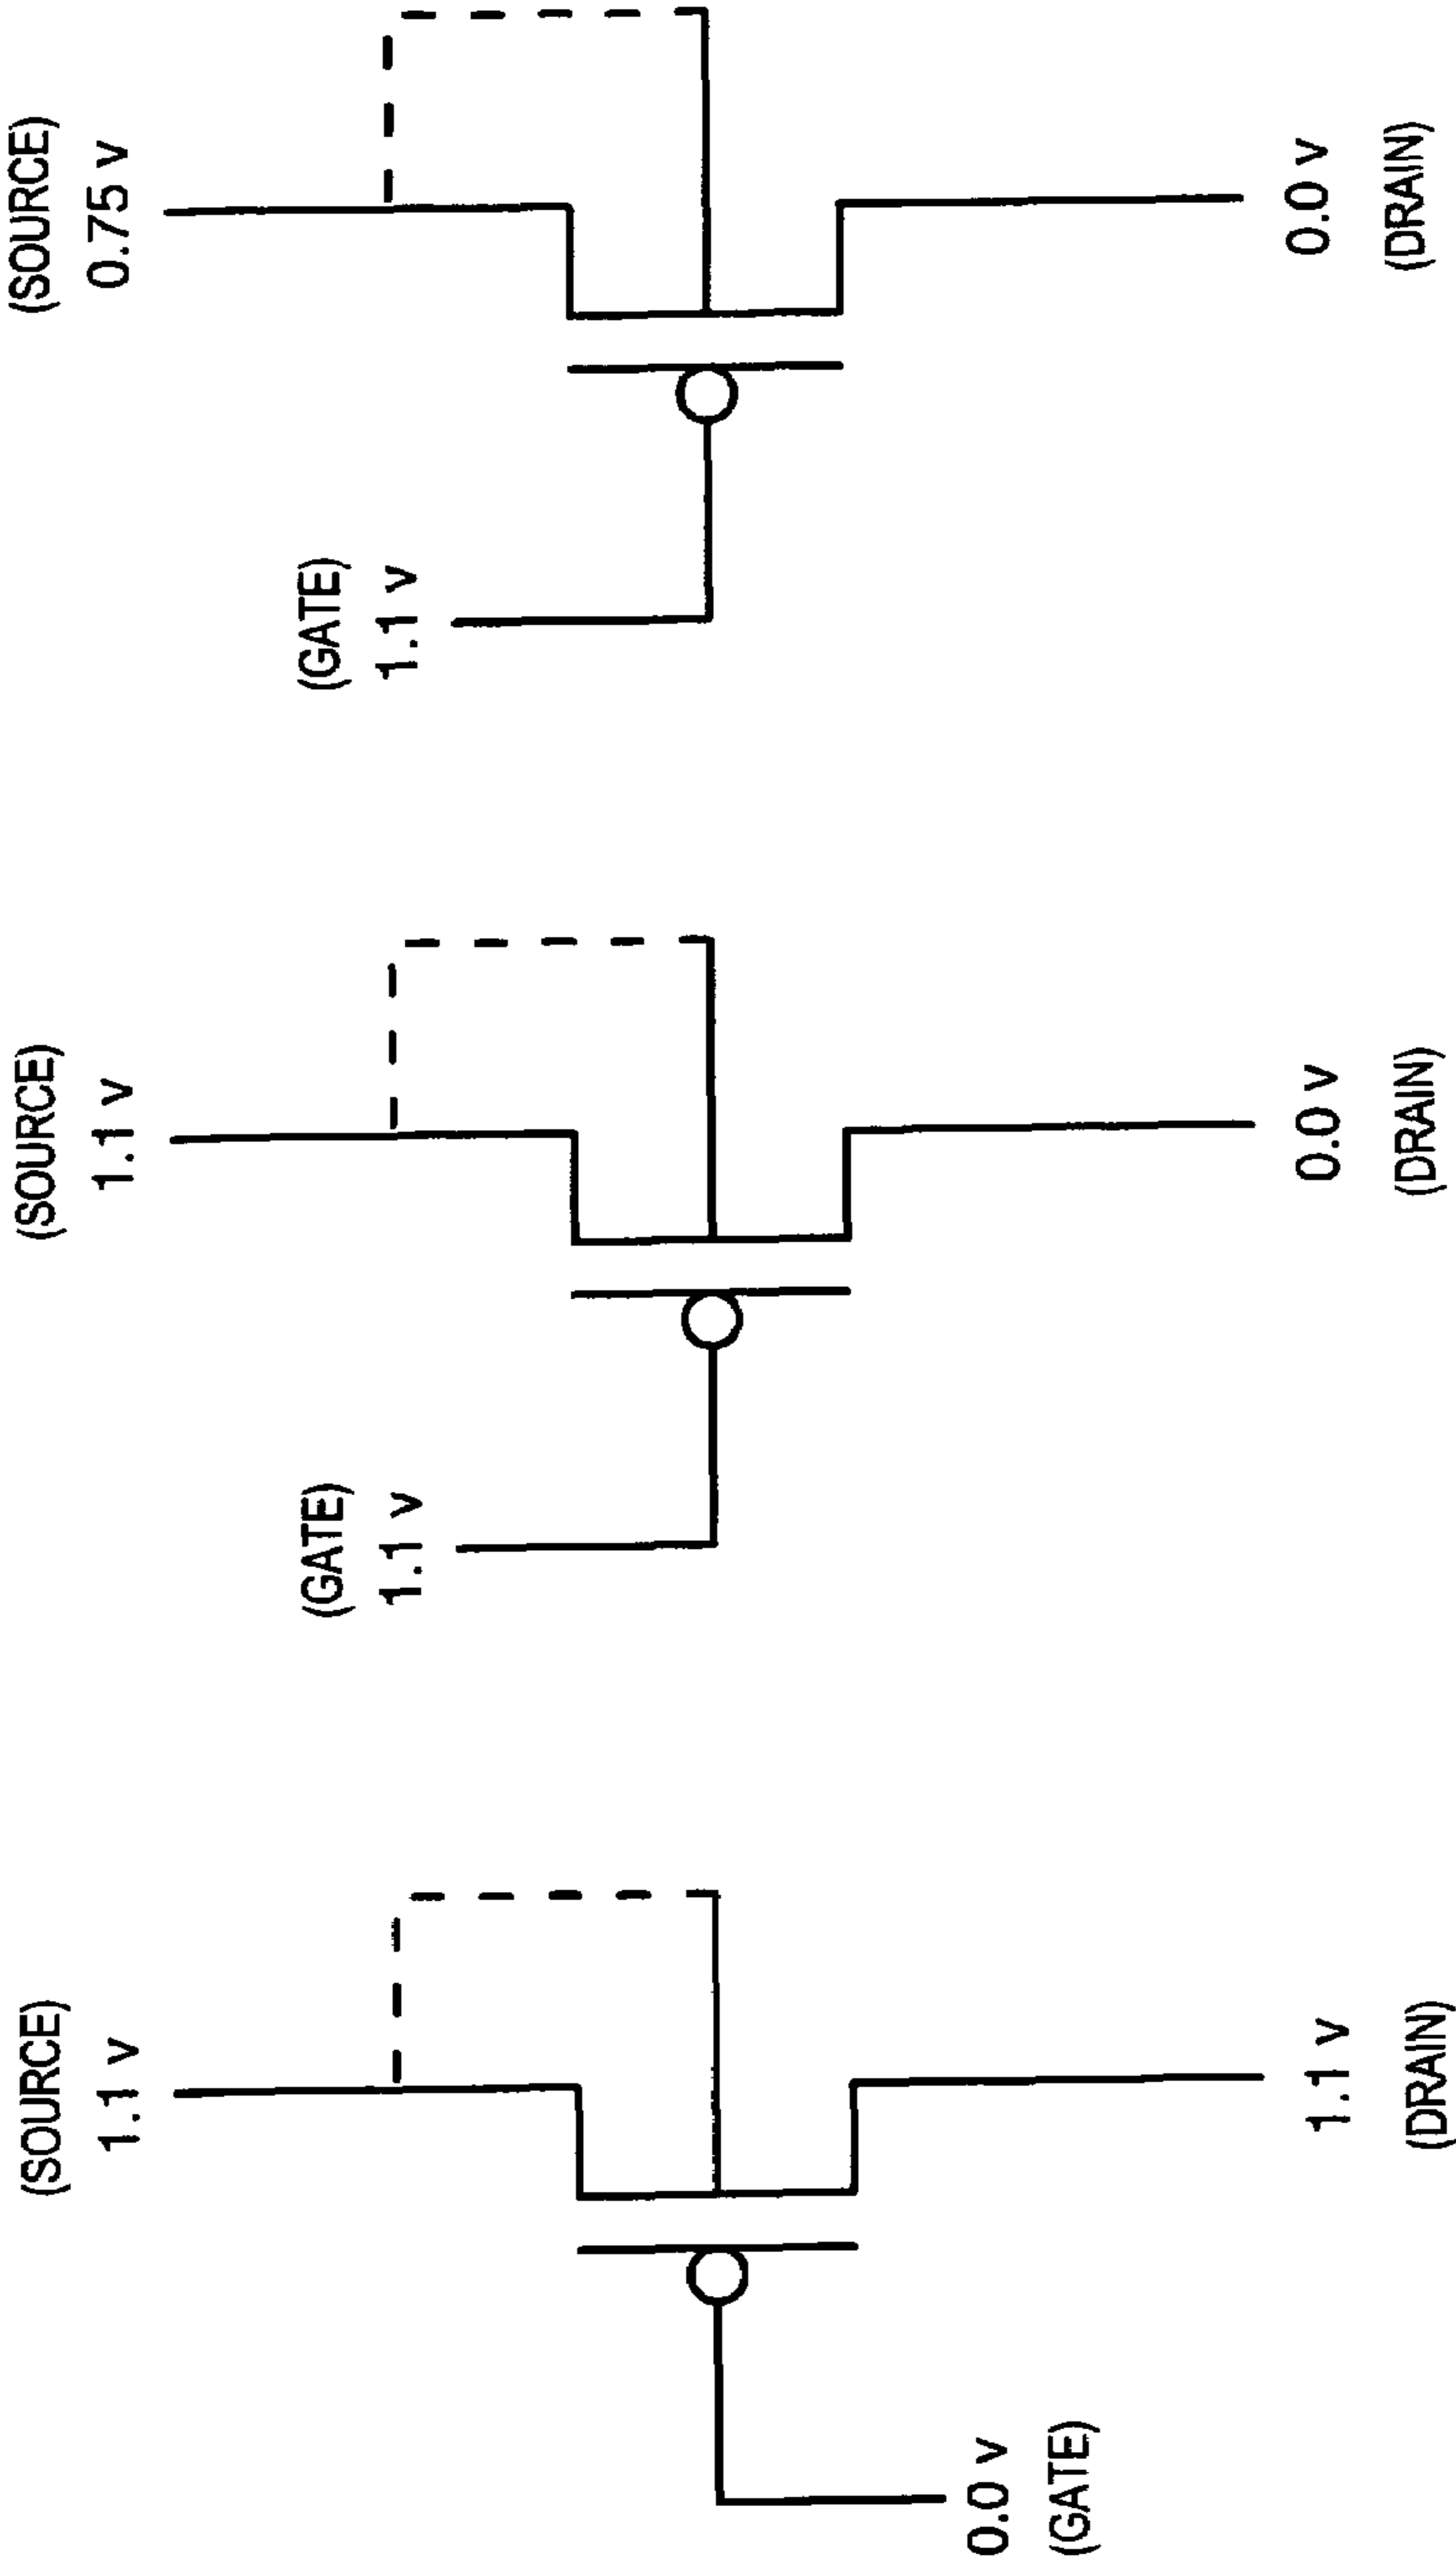 (SOURCE)
1.1 v
0.0 v
(GATE)
1.1 v
(DRAIN)
(SOURCE)
1.1 v
(GATE)
1.1 v
0.0 v
(DRAIN)
(SOURCE)
0.75 v
(GATE)
1.1 v
0.0 v
(DRAIN)